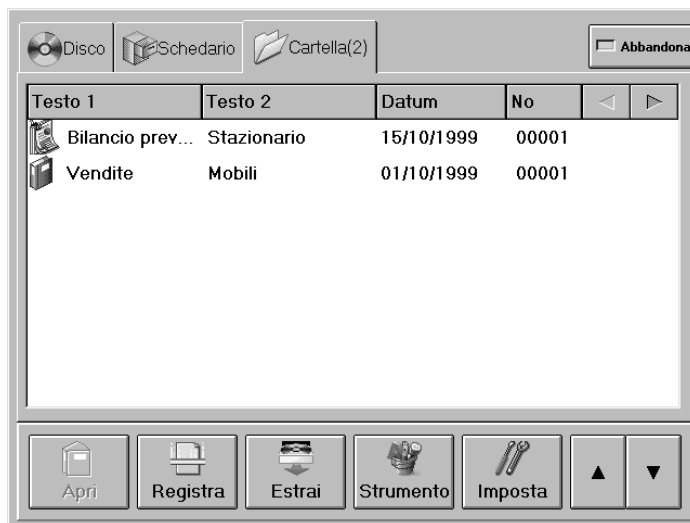 Disco Schedario Cartella(2) Abbandona
Testo 1 Testo 2 Datum No
Bilancio prev... Stazionario 15/10/1999 00001
Vendite Mobili 01/10/1999 00001
Apri Registra Estrai Strumento Imposta